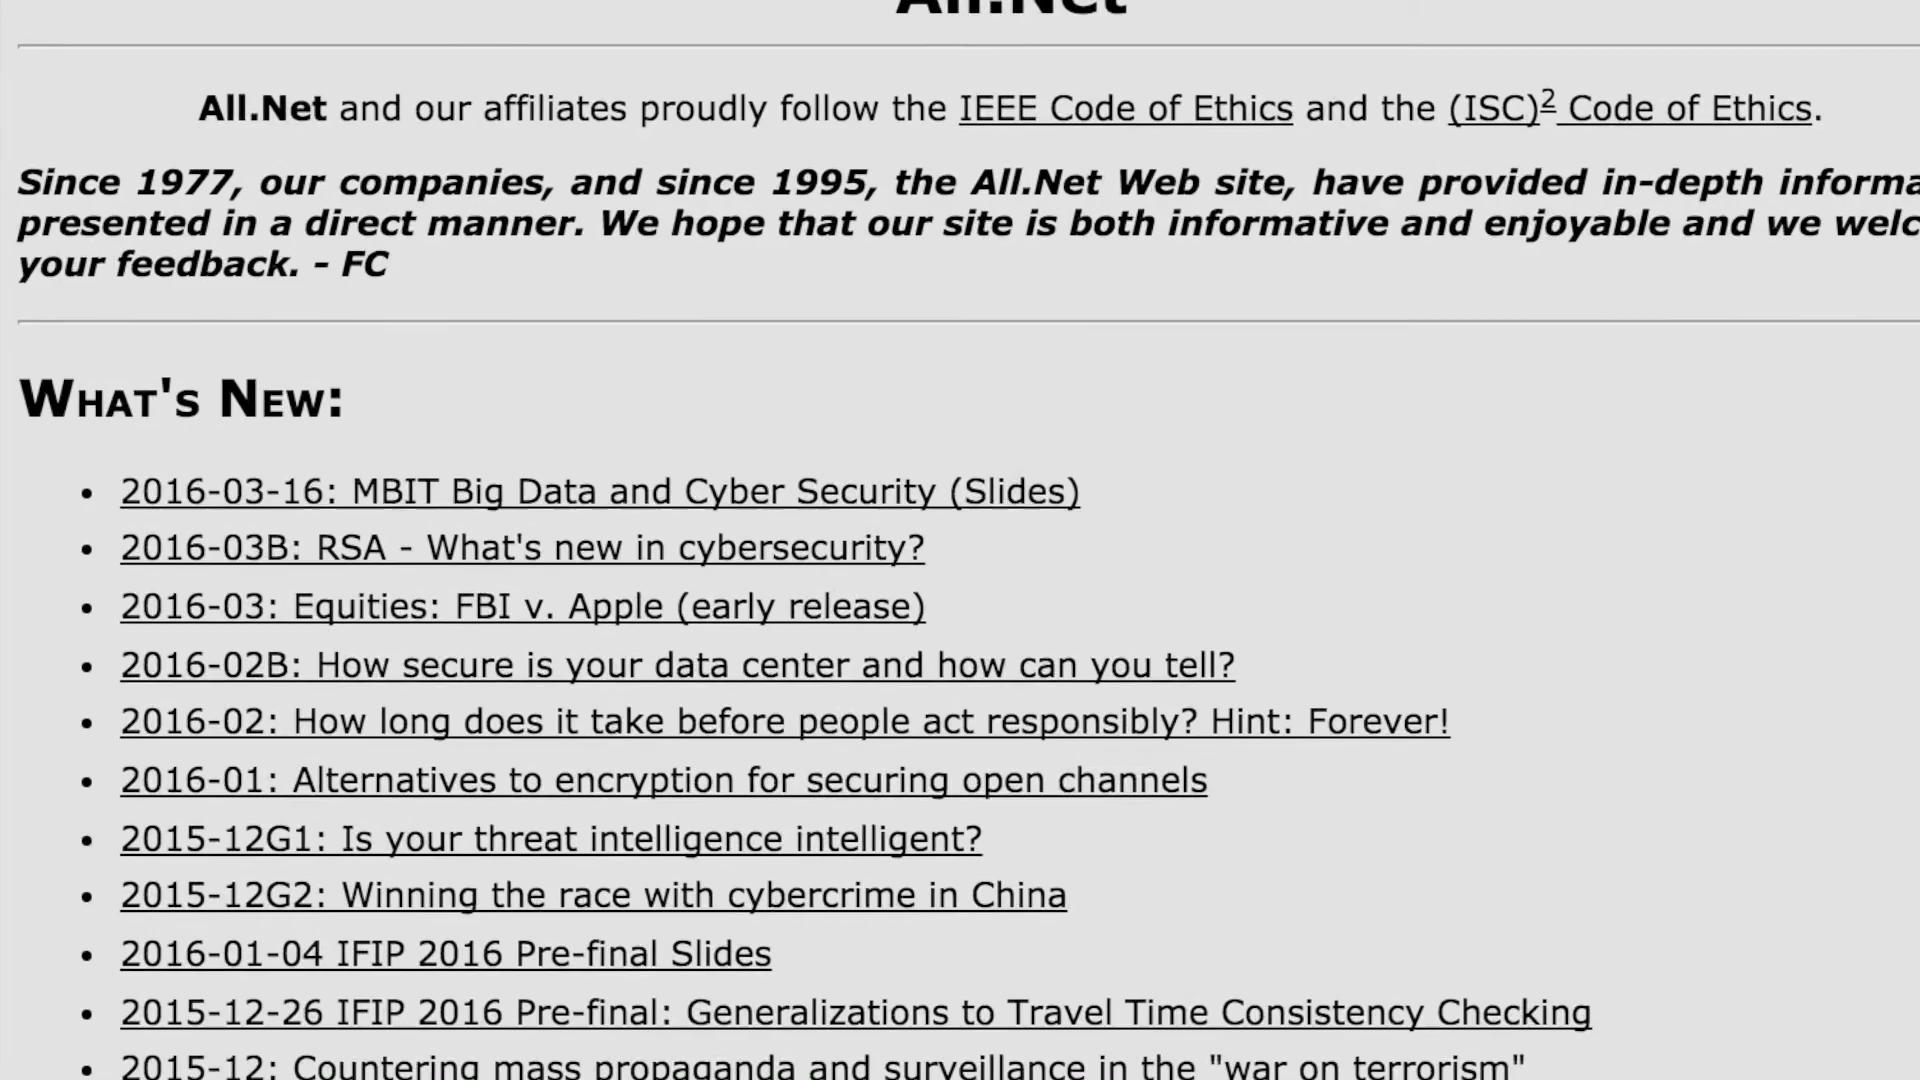 All.Net
All.Net and our affiliates proudly follow the IEEE Code of Ethics and the (ISC)2 Code of Ethics.
Since 1977, our companies, and since 1995, the All.Net Web site, have provided in-depth informa
presented in a direct manner. We hope that our site is both informative and enjoyable and we welc
your feedback. - FC
What's New:
• 2016-03-16: MBIT Big Data and Cyber Security (Slides)
• 2016-03B: RSA - What's new in cybersecurity?
• 2016-03: Equities: FBI v. Apple (early release)
• 2016-02B: How secure is your data center and how can you tell?
• 2016-02: How long does it take before people act responsibly? Hint: Forever!
• 2016-01: Alternatives to encryption for securing open channels
• 2015-12G1: Is your threat intelligence intelligent?
• 2015-12G2: Winning the race with cybercrime in China
• 2016-01-04 IFIP 2016 Pre-final Slides
• 2015-12-26 IFIP 2016 Pre-final: Generalizations to Travel Time Consistency Checking
• 2015-12: Countering mass propaganda and surveillance in the "war on terrorism"